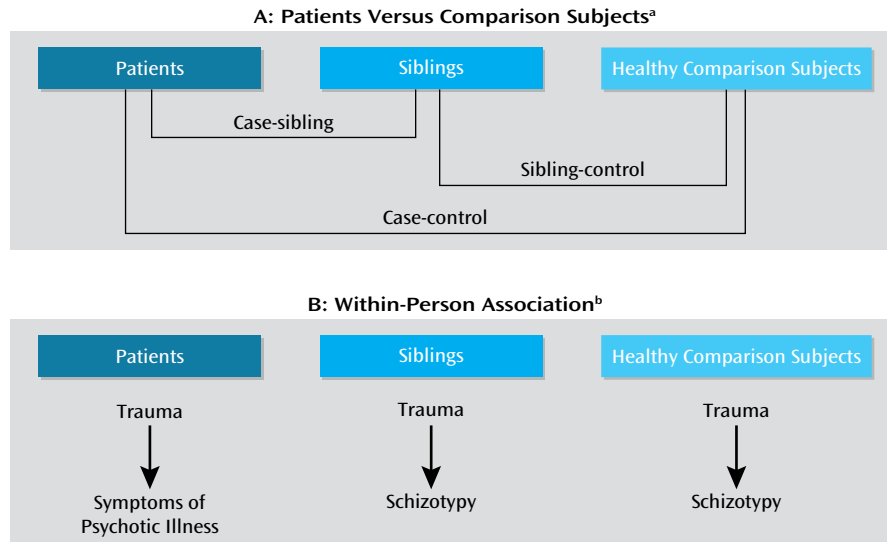 A: Patients Versus Comparison Subjectsᵃ
Patients
Siblings
Healthy Comparison Subjects
Case-sibling
Sibling-control
Case-control
B: Within-Person Associationᵇ
Patients
Siblings
Healthy Comparison Subjects
Trauma
Trauma
Trauma
Symptoms of
Psychotic Illness
Schizotypy
Schizotypy